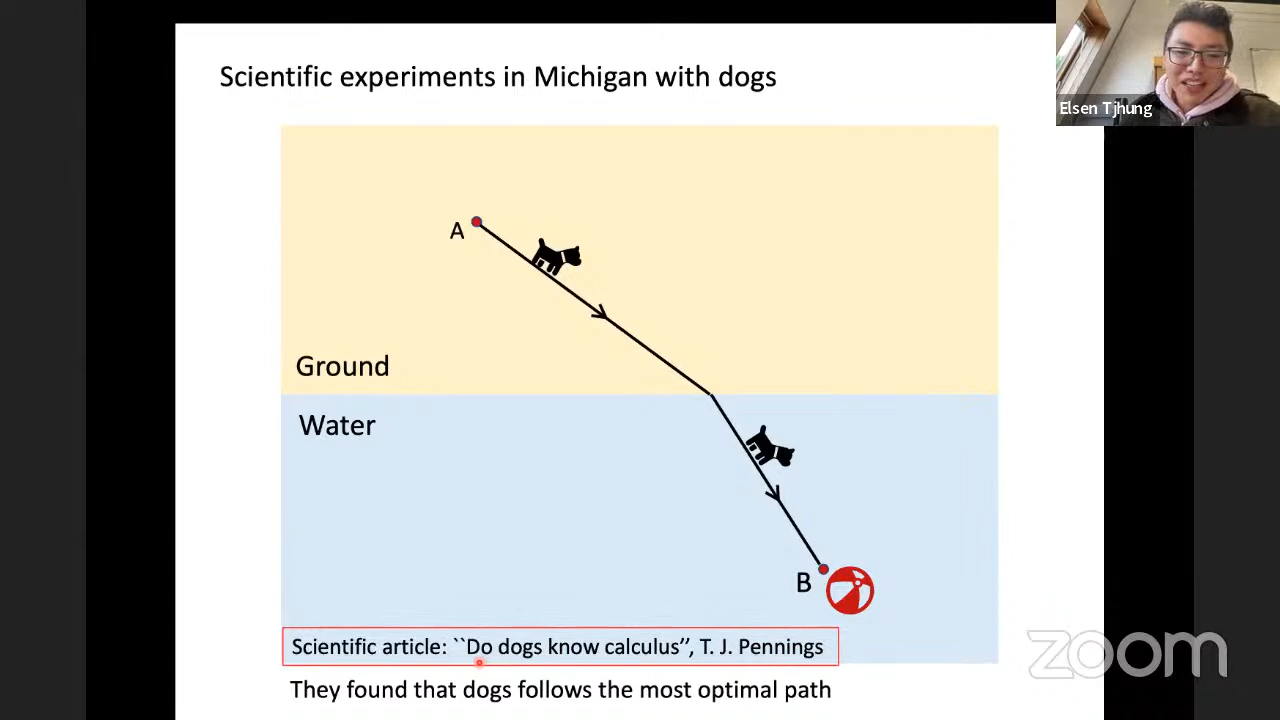 Scientific experiments in Michigan with dogs
Elsen Tjhung
A
Ground
Water
B
Scientific article: ``Do dogs know calculus’’, T. J. Pennings
They found that dogs follows the most optimal path
zoom